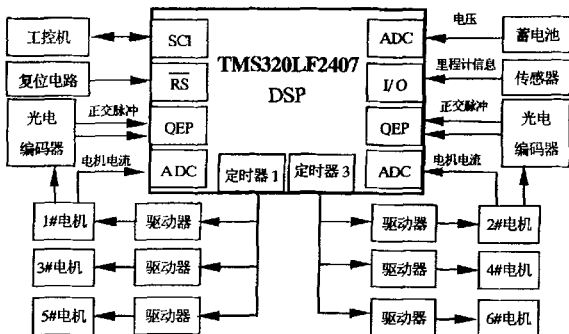 工控机
SCI
TMS320LF2407
DSP
ADC
电压
蓄电池
复位电路
RS
I/O
里程计信息
传感器
光电
编码器
正交脉冲
QEP
QEP
正交脉冲
光电
编码器
电机电流
ADC
定时器1
定时器3
ADC
电机电流
1#电机
驱动器
驱动器
2#电机
3#电机
驱动器
驱动器
4#电机
5#电机
驱动器
驱动器
6#电机